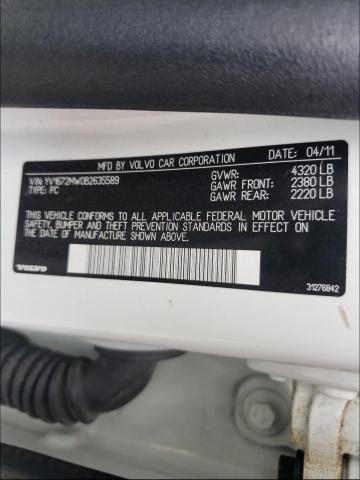 MFD BY VOLVO CAR CORPORATION DATE: 04/11
VIN: YV1672MW0B2635589 GVWR: 4320 LB
TYPE: PC GAWR FRONT: 2380 LB
GAWR REAR: 2220 LB
THIS VEHICLE CONFORMS TO ALL APPLICABLE FEDERAL MOTOR VEHICLE
SAFETY, BUMPER AND THEFT STANDARDS IN EFFECT ON
THE DATE OF MANUFACTURE SHOWN ABOVE.
VOLVO 31276842